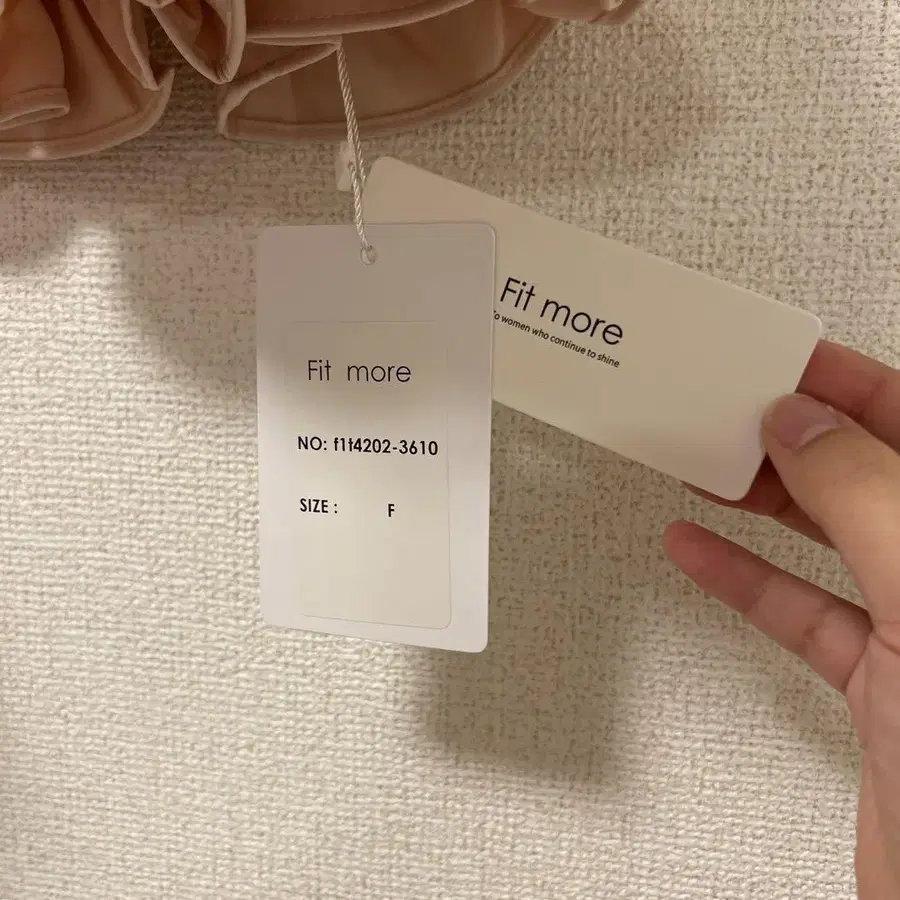 Fit more
NO: f1t4202-3610
SIZE : F
Fit more
To women who continue to shine